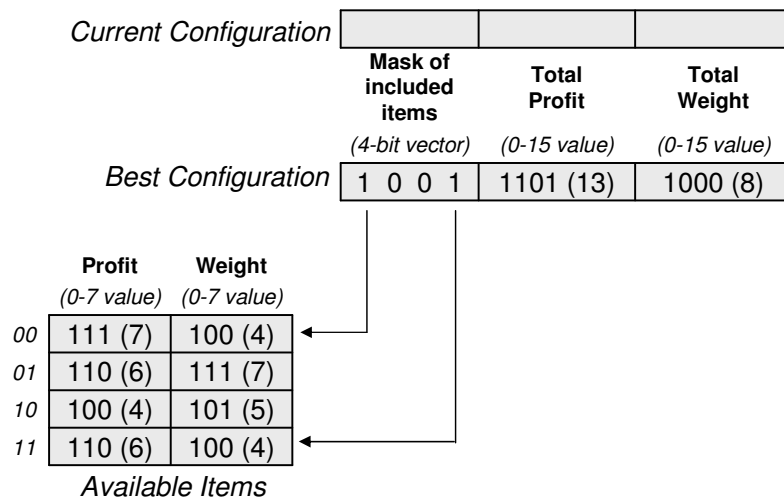 Current Configuration
Mask of included items
Total Profit
Total Weight
(4-bit vector)
(0-15 value)
(0-15 value)
Best Configuration
1 0 0 1
1101 (13)
1000 (8)
Profit
Weight
(0-7 value)
(0-7 value)
00
111 (7)
100 (4)
01
110 (6)
111 (7)
10
100 (4)
101 (5)
11
110 (6)
100 (4)
Available Items